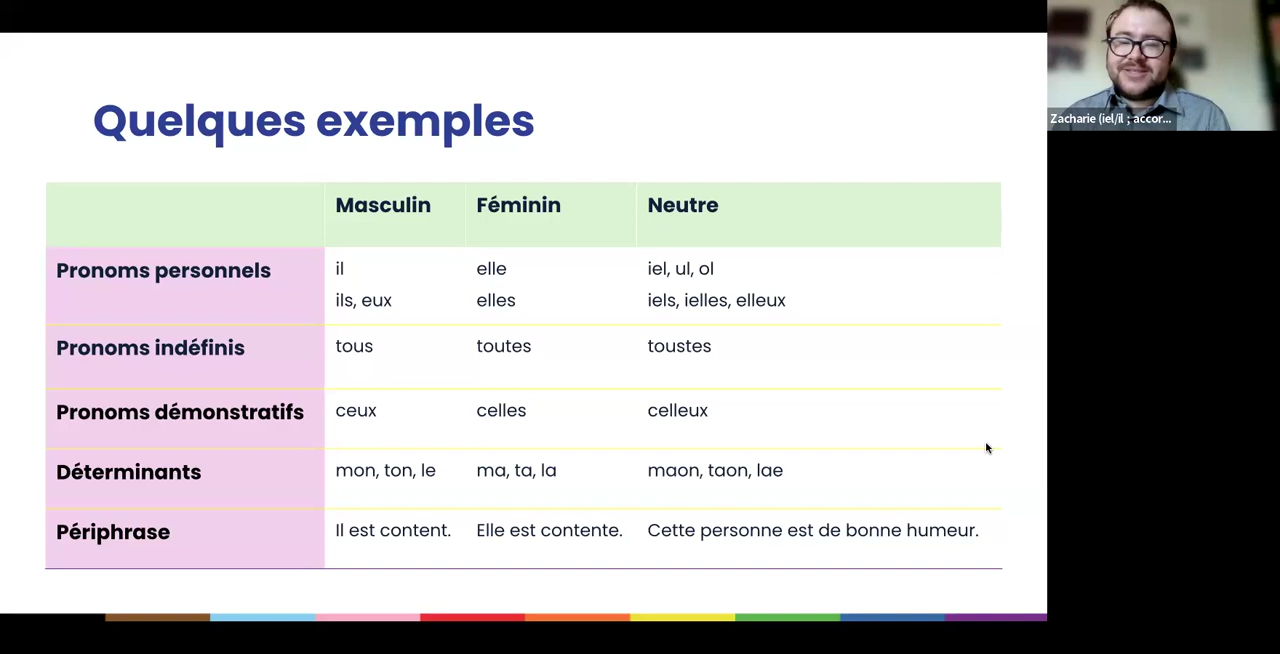 Quelques exemples
Masculin Féminin Neutre
Pronoms personnels il elle iel, ul, ol
ils, eux elles iels, ielles, elleux
Pronoms indéfinis tous toutes toustes
Pronoms démonstratifs ceux celles celleux
Déterminants mon, ton, le ma, ta, la maon, taon, lae
Périphrase Il est content. Elle est contente. Cette personne est de bonne humeur.
Zacharie (iel/il ; accor...